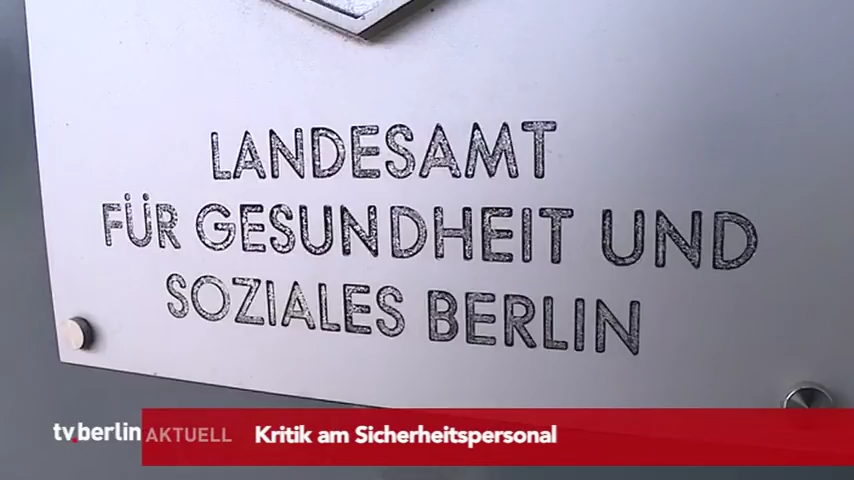 LANDESAMT
FÜR GESUNDHEIT UND
SOZIALES BERLIN
tv.berlin AKTUELL Kritik am Sicherheitspersonal